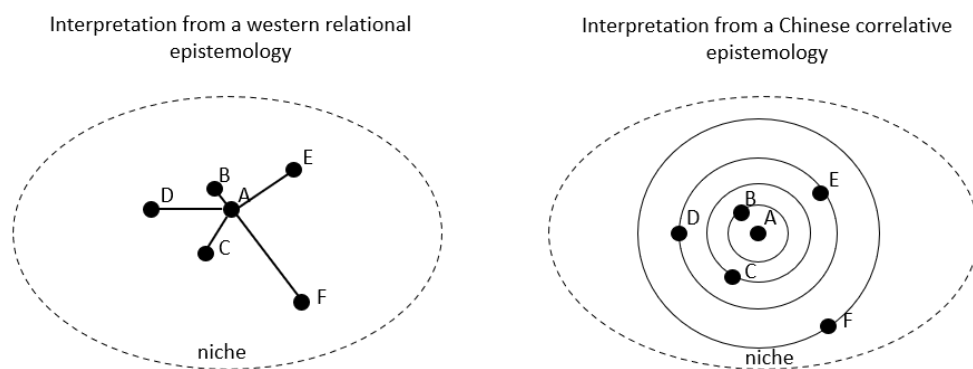 Interpretation from a western relational
epistemology
E
B
D
A
C
F
niche
Interpretation from a Chinese correlative
epistemology
E
B
D
A
C
F
niche